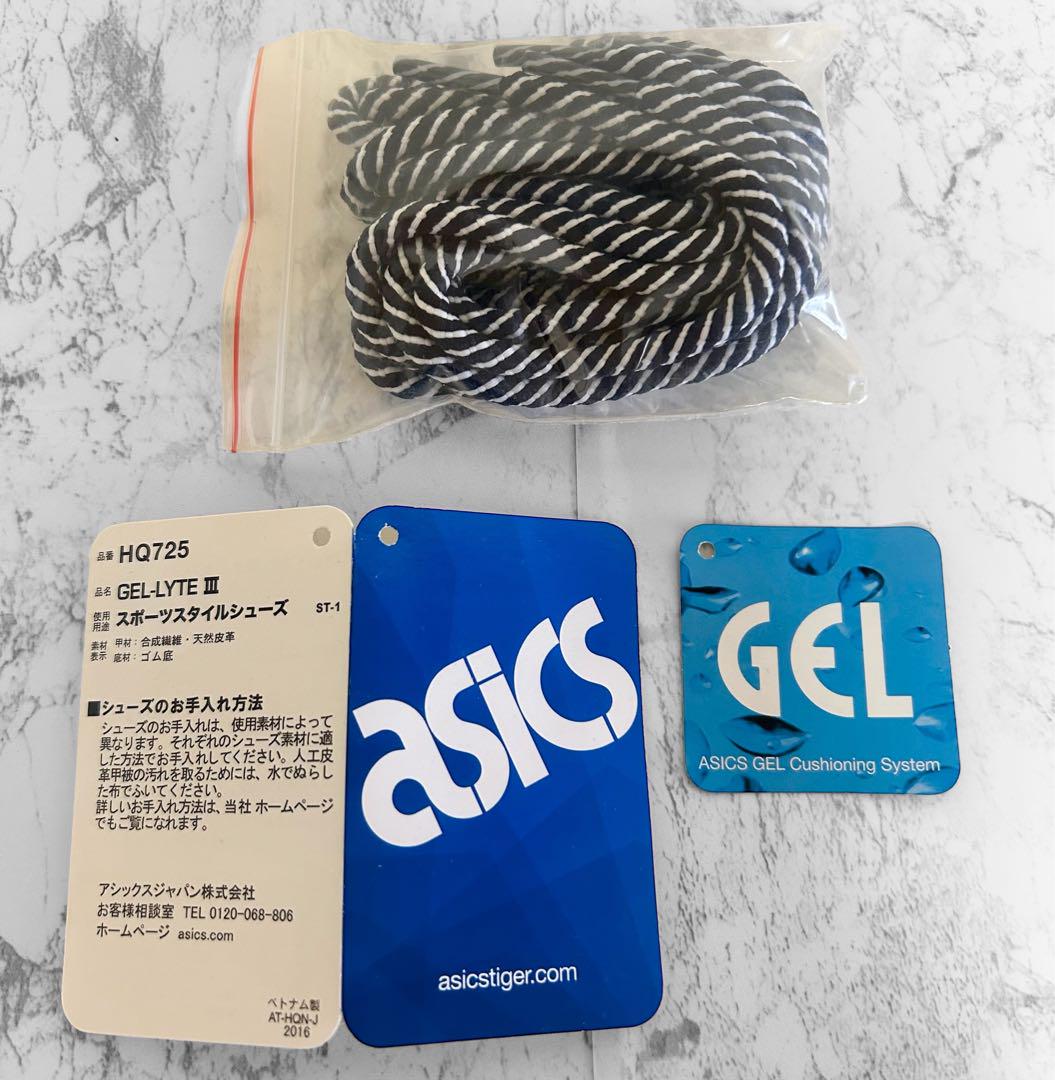 品番 HQ725
品名 GEL-LYTE III
使用用途 スポーツスタイルシューズ ST-1
素材表示 甲材：合成繊維・天然皮革
底材：ゴム底
■シューズのお手入れ方法
シューズのお手入れは、使用素材によって
異なります。それぞれのシューズ素材に適
した方法でお手入れしてください。人工皮
革甲被の汚れを取るためには、水でぬらし
た布でふいてください。
詳しいお手入れ方法は、当社 ホームページ
でもご覧になれます。
アシックスジャパン株式会社
お客様相談室 TEL 0120-068-806
ホームページ asics.com
ベトナム製
AT-HQN-J
2016
asics
asicstiger.com
GEL
ASICS GEL Cushioning System